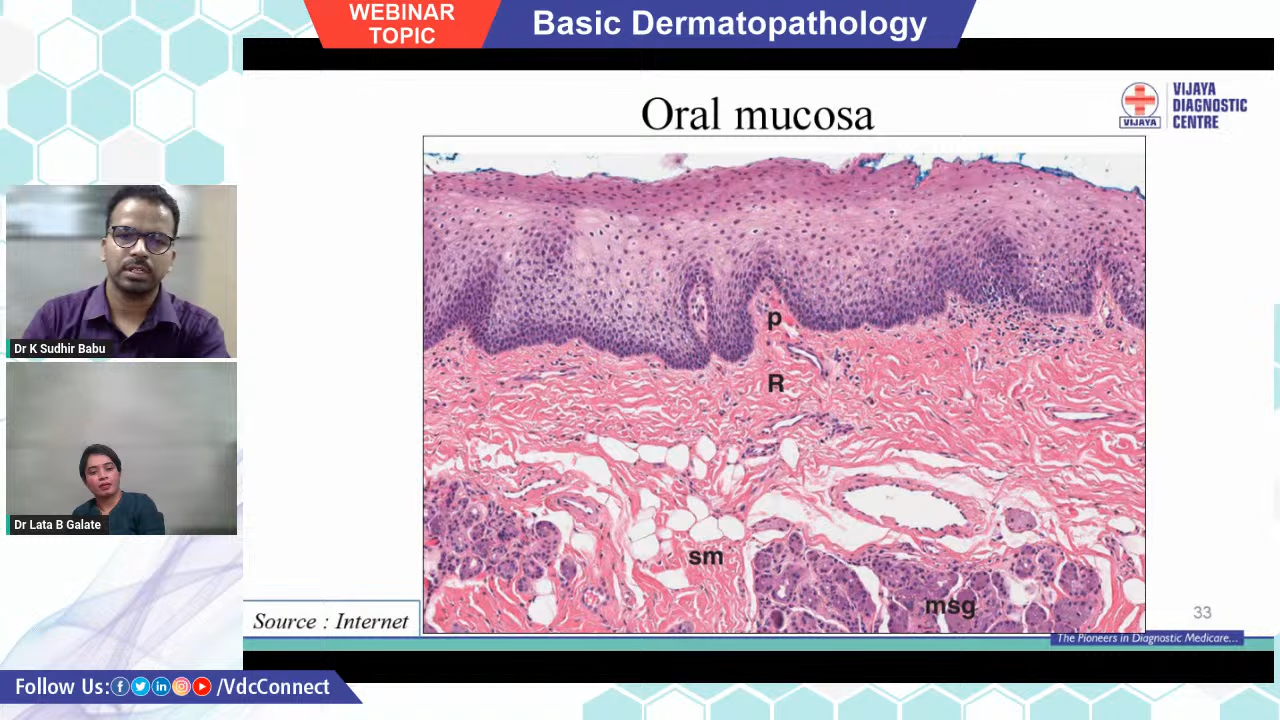 WEBINAR
TOPIC
Basic Dermatopathology
Oral mucosa
VIJAYA
DIAGNOSTIC
CENTRE
VIJAYA
p
R
sm
msg
Dr K Sudhir Babu
Dr Lata B Galate
Source : Internet
33
The Pioneers in Diagnostic Medicare...
Follow Us: /VdcConnect